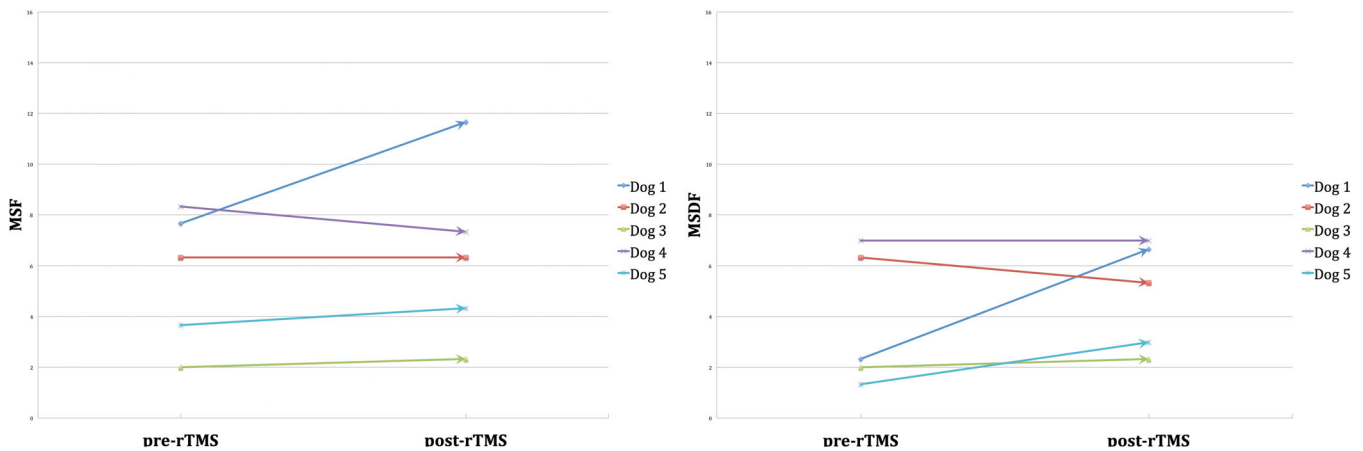 16
14
12
10
8
6
4
2
0
MSF
pre-rTMS
post-rTMS
Dog 1
Dog 2
Dog 3
Dog 4
Dog 5
16
14
12
10
8
6
4
2
0
MSDF
pre-rTMS
post-rTMS
Dog 1
Dog 2
Dog 3
Dog 4
Dog 5